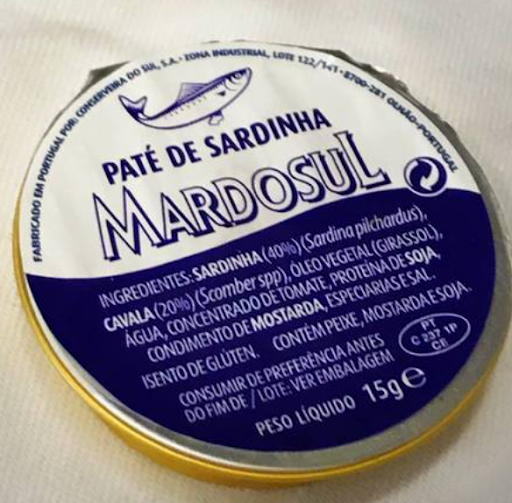 FABRICADO EM PORTUGAL POR: CONSERVEIRA DO SUL, S.A. - ZONA INDUSTRIAL, LOTE 122/141 - 8700-281 OLHÃO-PORTUGAL
PATÉ DE SARDINHA
MARDOSUL
INGREDIENTES: SARDINHA (40%) (Sardina pilchardus),
CAVALA (20%) (Scomber spp), ÓLEO VEGETAL (GIRASSOL),
ÁGUA, CONCENTRADO DE TOMATE, PROTEÍNA DE SOJA,
CONDIMENTO DE MOSTARDA, ESPECIARIAS E SAL.
ISENTO DE GLÚTEN. CONTÉM PEIXE, MOSTARDA E SOJA.
CONSUMIR DE PREFERÊNCIA ANTES
DO FIM DE / LOTE: VER EMBALAGEM
PT
C 237 1P
CE
PESO LÍQUIDO 15g e